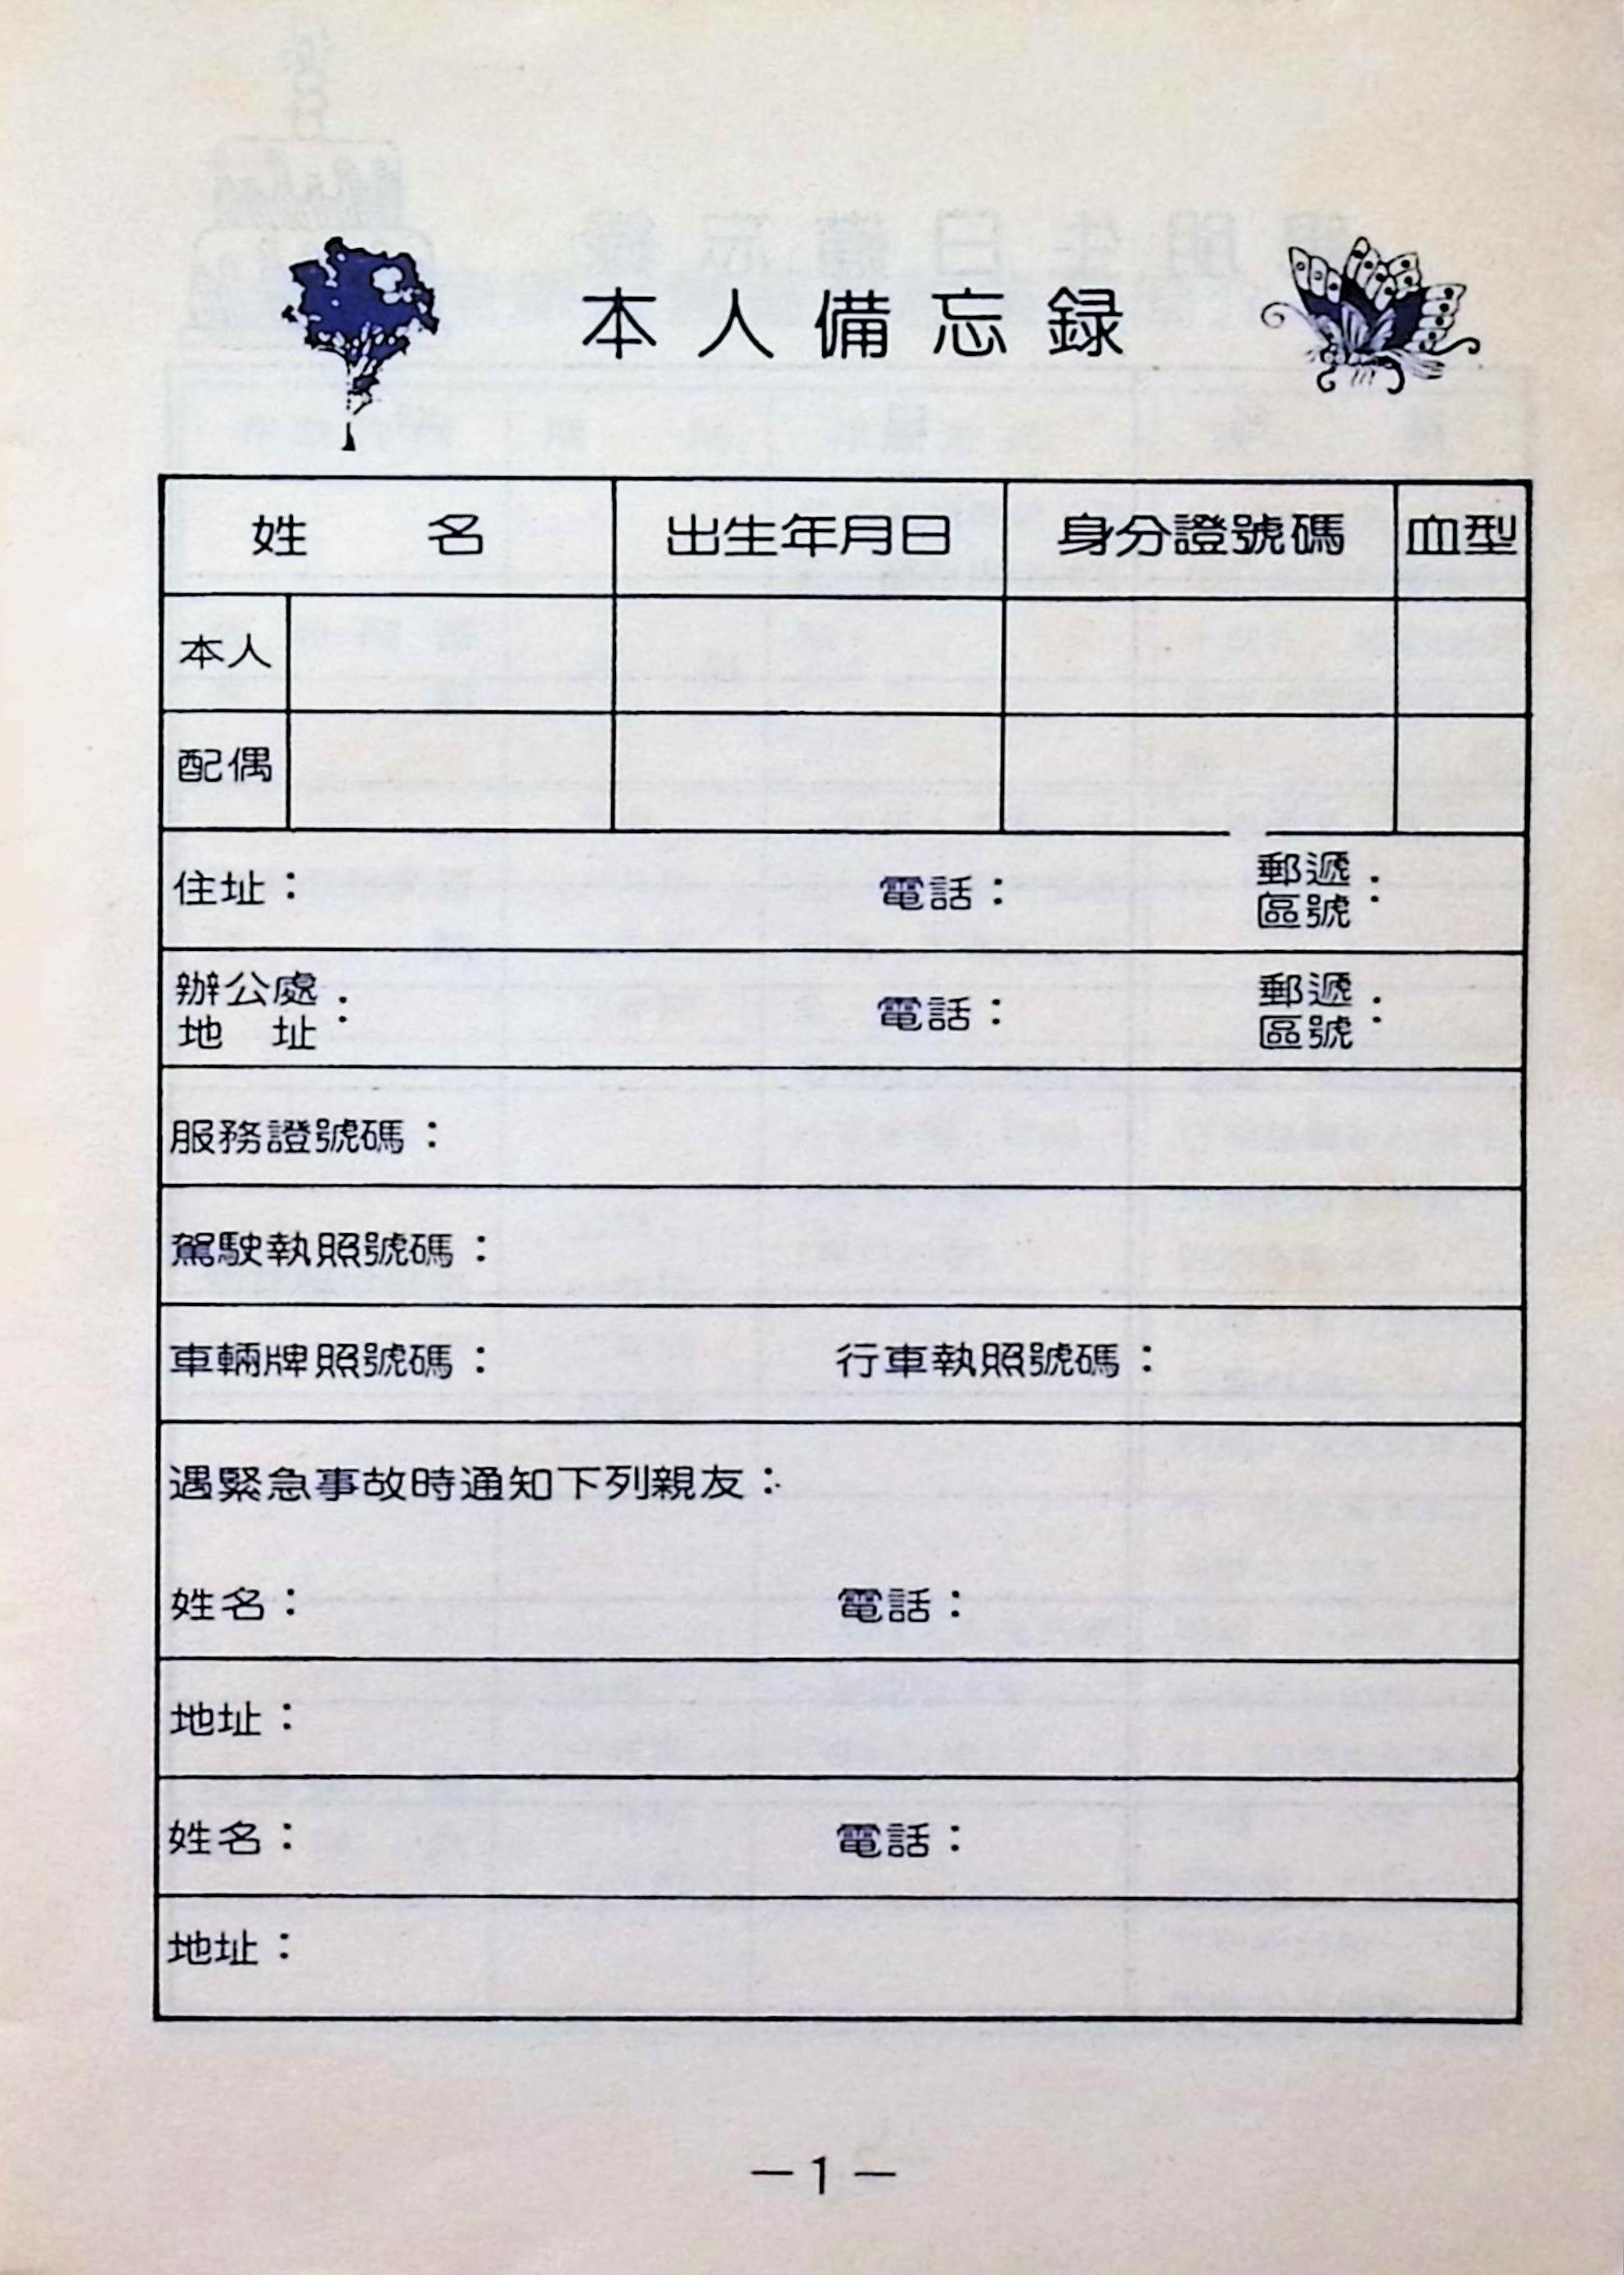 本人備忘録
姓名 出生年月日 身分證號碼 血型
本人
配偶
住址： 電話： 郵遞區號：
辦公處地址： 電話： 郵遞區號：
服務證號碼：
駕駛執照號碼：
車輛牌照號碼： 行車執照號碼：
遇緊急事故時通知下列親友：
姓名： 電話：
地址：
姓名： 電話：
地址：
－1－